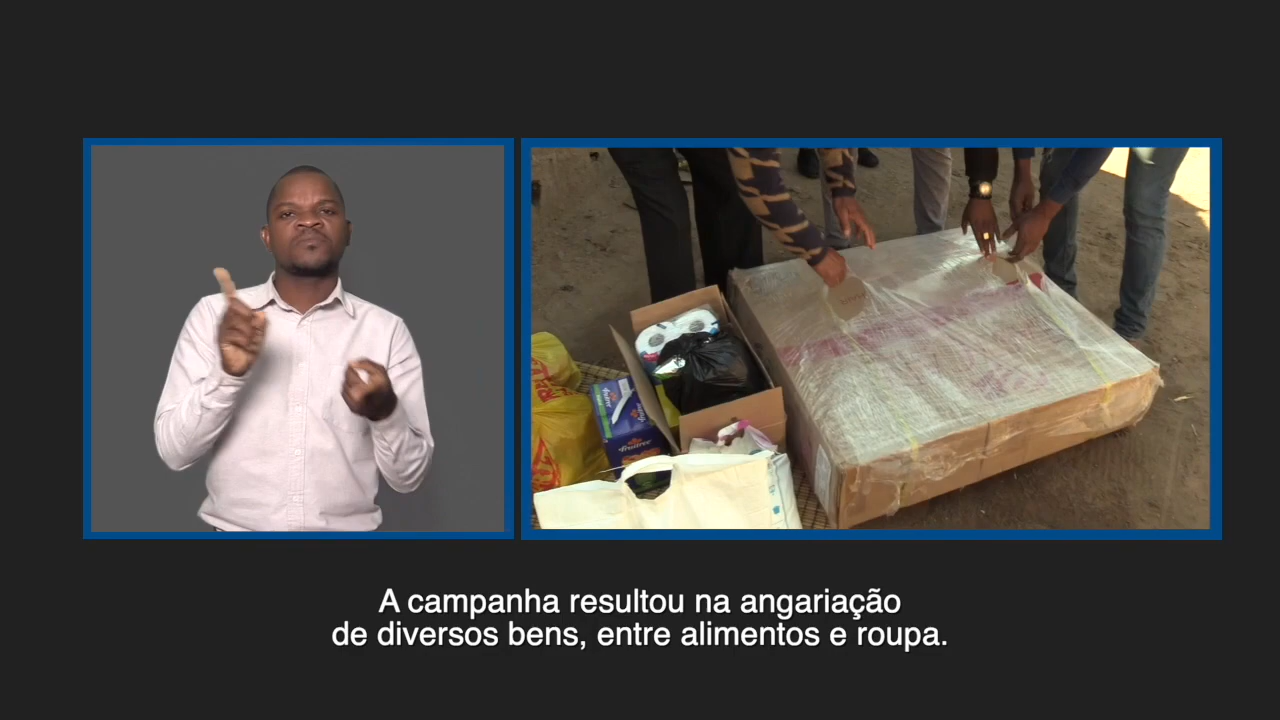 A campanha resultou na angariação
de diversos bens, entre alimentos e roupa.